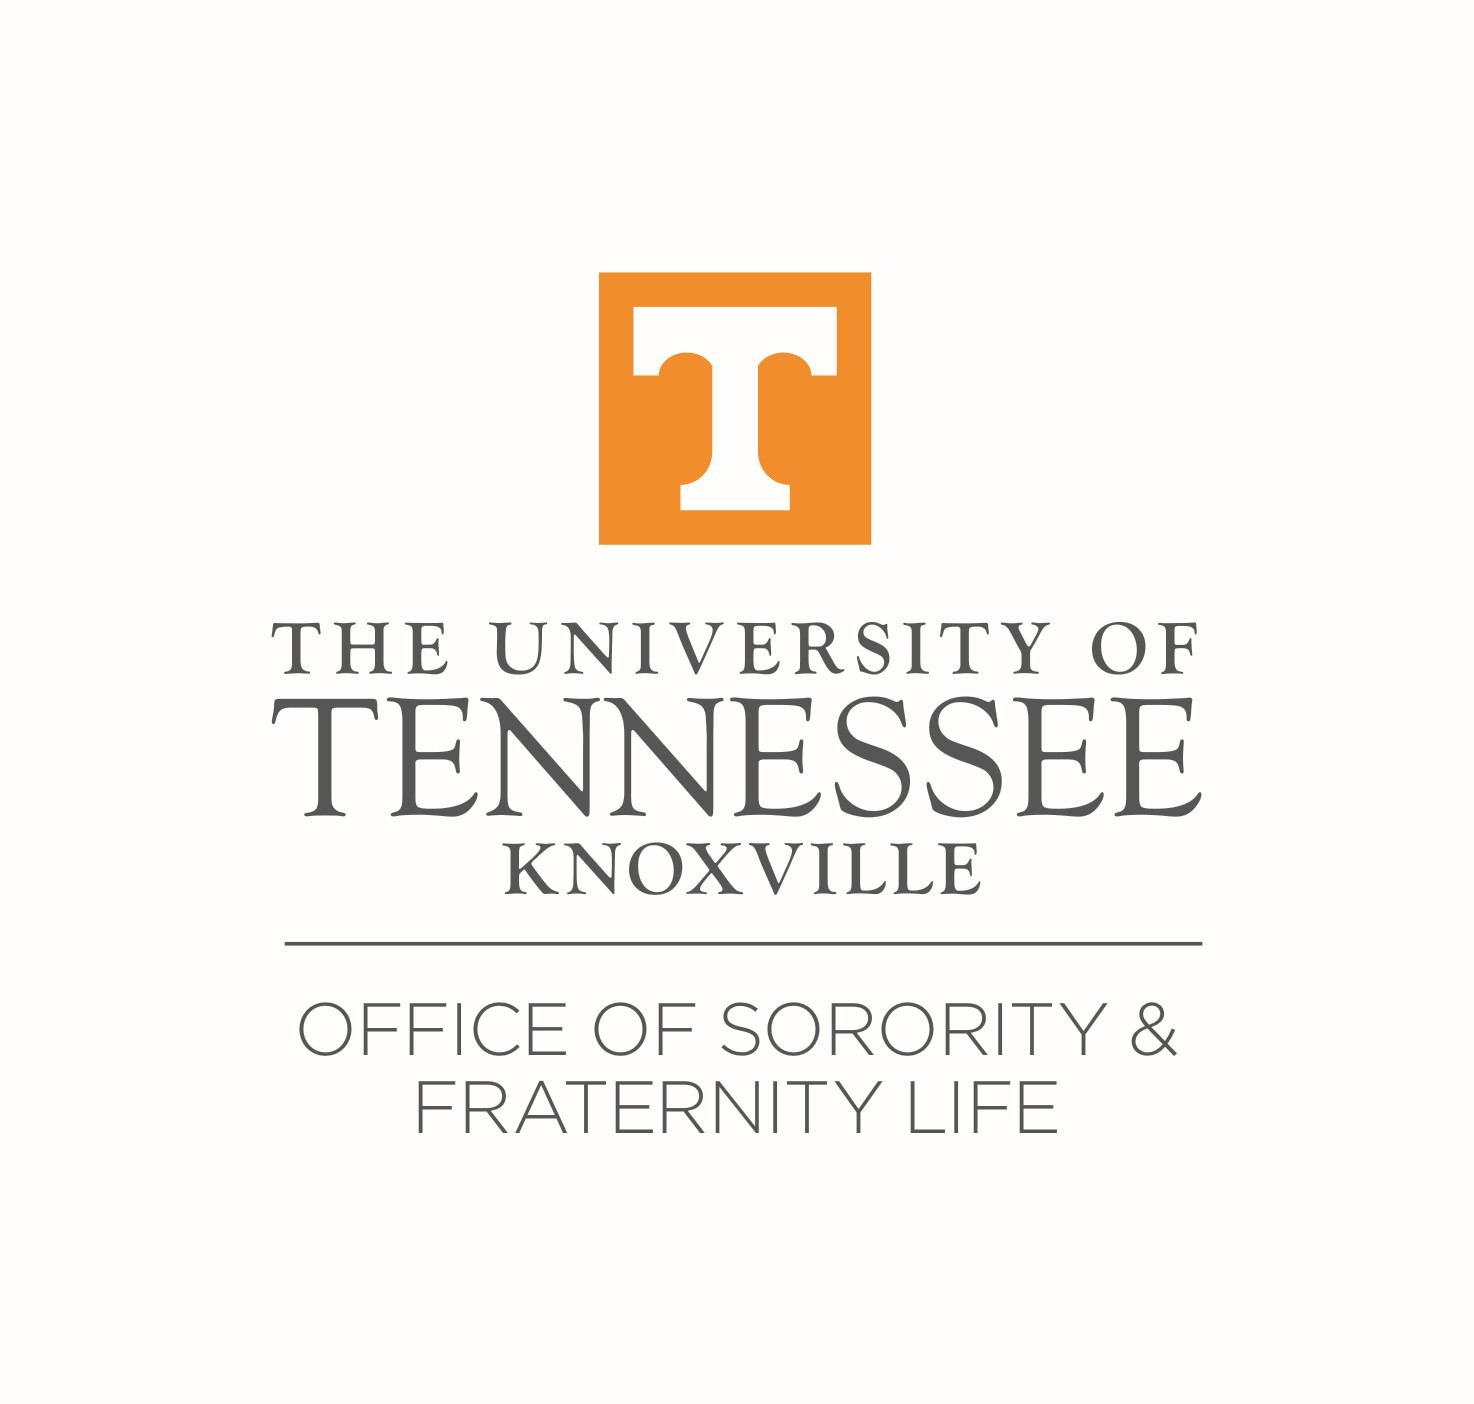 T
THE UNIVERSITY OF
TENNESSEE
KNOXVILLE
OFFICE OF SORORITY &
FRATERNITY LIFE